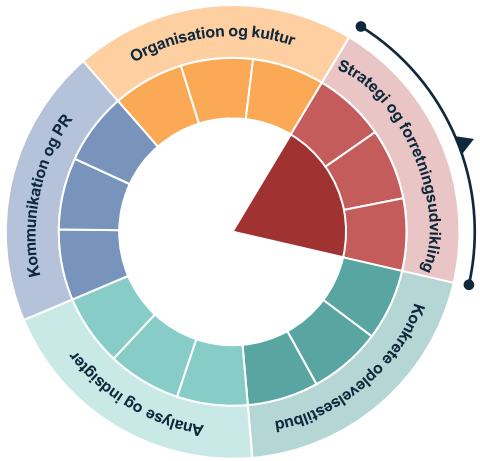 Organisation og kultur
Strategi og forretningsudvikling
Konkrete oplevelsestilbud
Analyse og indsigter
Kommunikation og PR